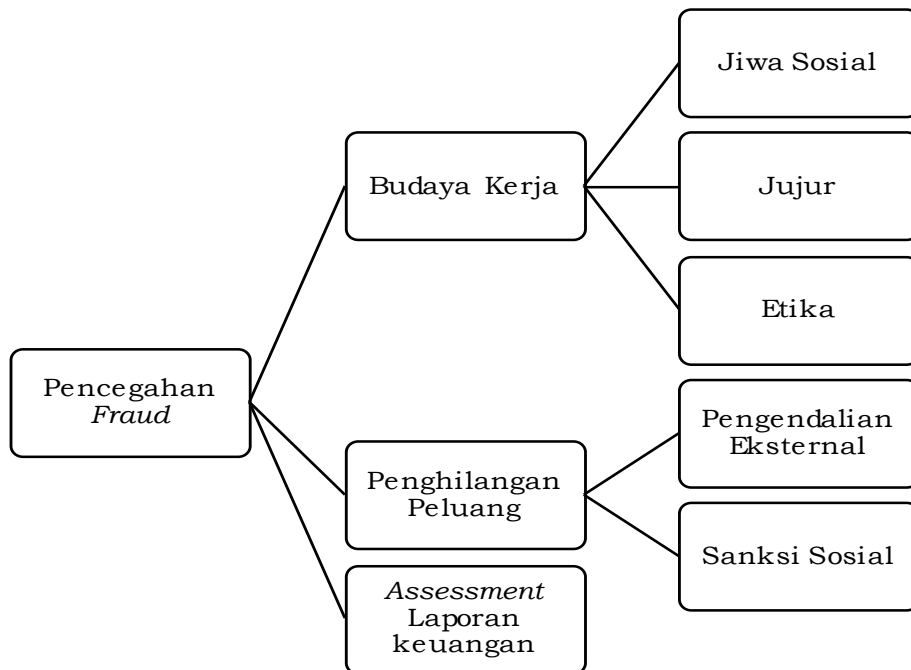 Pencegahan
Fraud
Budaya Kerja
Jiwa Sosial
Jujur
Etika
Penghilangan
Peluang
Pengendalian
Eksternal
Sanksi Sosial
Assessment
Laporan
keuangan